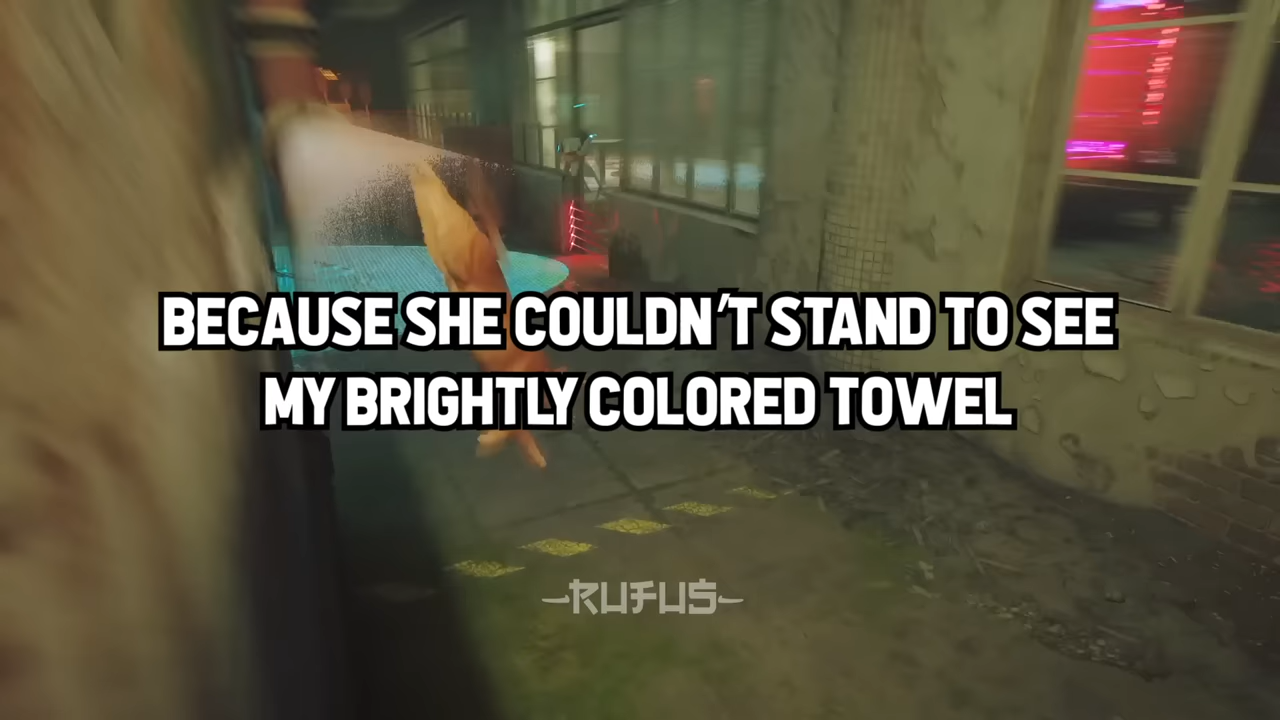 BECAUSE SHE COULDN'T STAND TO SEE
MY BRIGHTLY COLORED TOWEL
-RUFUS-